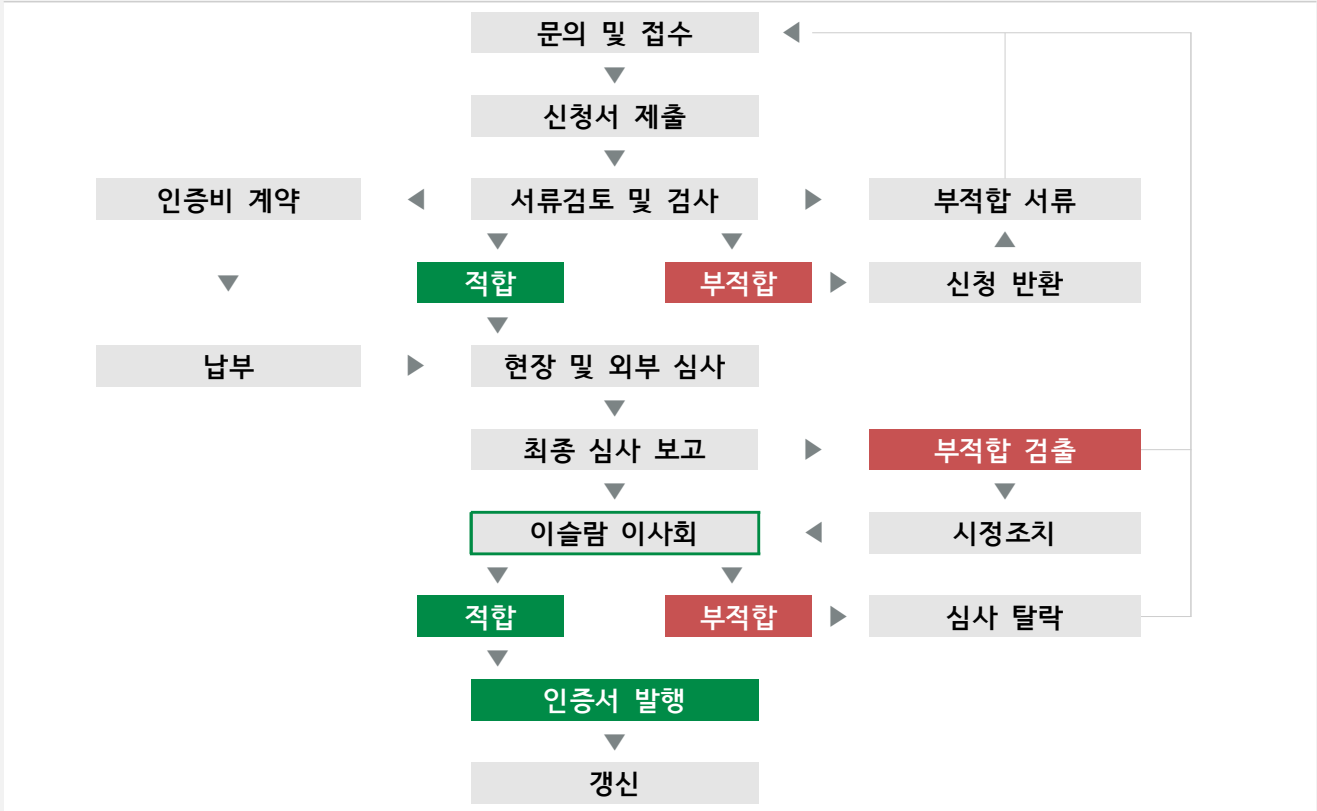 문의 및 접수
신청서 제출
인증비 계약
서류검토 및 검사
부적합 서류
적합
부적합
신청 반환
납부
현장 및 외부 심사
최종 심사 보고
부적합 검출
이슬람 이사회
시정조치
적합
부적합
심사 탈락
인증서 발행
갱신